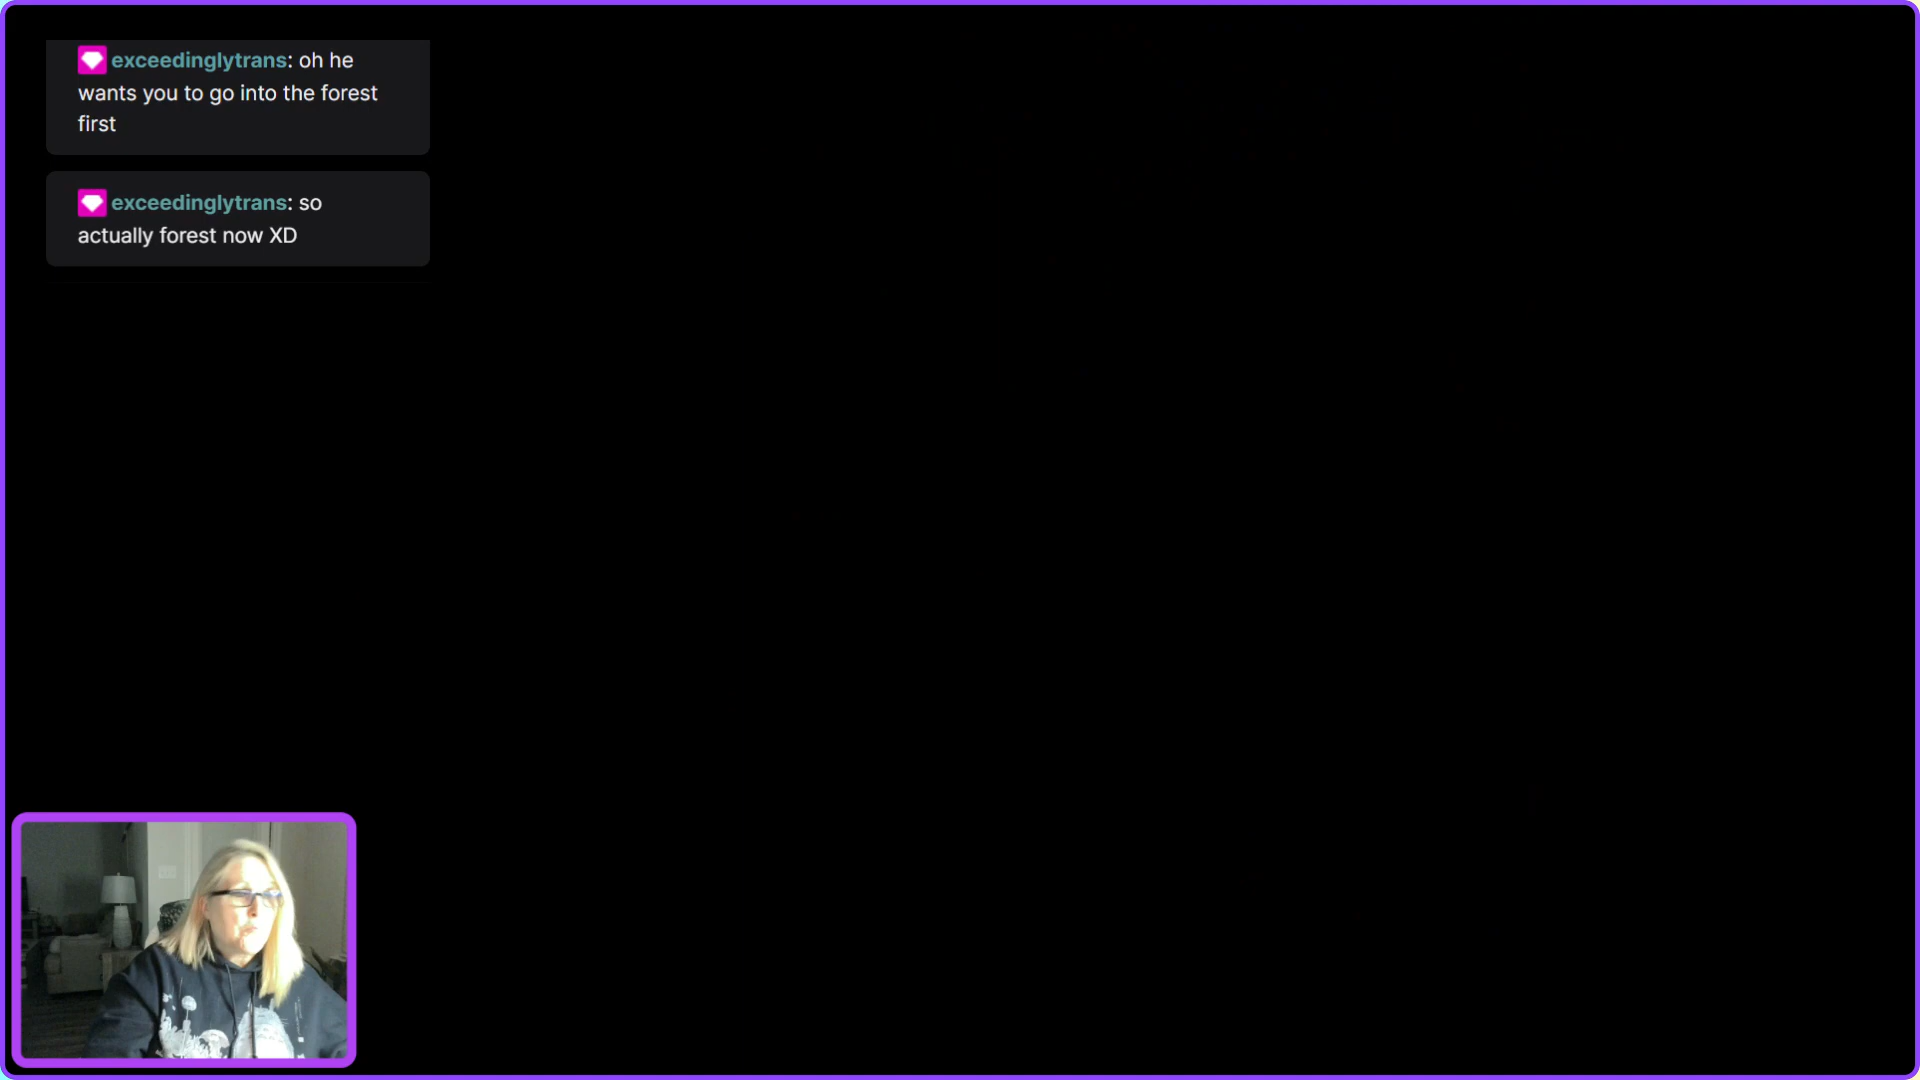 exceedinglytrans: oh he
wants you to go into the forest
first
exceedinglytrans: so
actually forest now XD